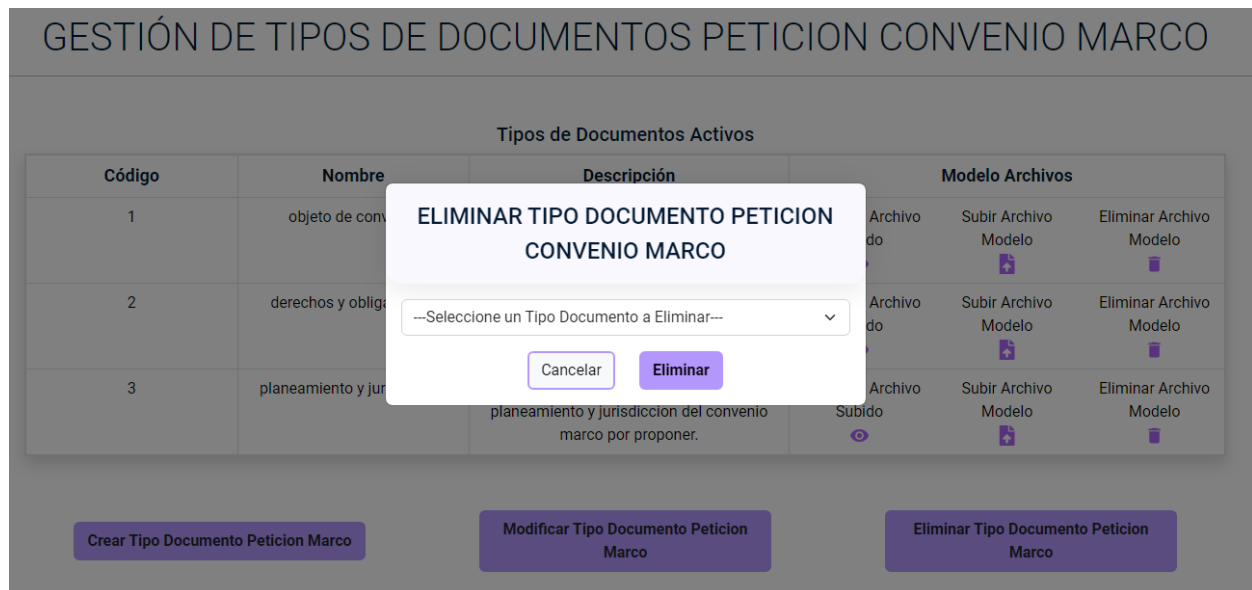 GESTIÓN DE TIPOS DE DOCUMENTOS PETICION CONVENIO MARCO
Tipos de Documentos Activos
Código Nombre Descripción Modelo Archivos
1
objeto de
Archivo
Subir Archivo
Modelo
Eliminar Archivo
Modelo
2
derechos y
Archivo
Subir Archivo
Modelo
Eliminar Archivo
Modelo
3
planeamiento y
planeamiento y jurisdiccion del convenio
marco por proponer.
Archivo
Subido
Subir Archivo
Modelo
Eliminar Archivo
Modelo
ELIMINAR TIPO DOCUMENTO PETICION
CONVENIO MARCO
---Seleccione un Tipo Documento a Eliminar---
Cancelar
Eliminar
Crear Tipo Documento Peticion Marco
Modificar Tipo Documento Peticion
Marco
Eliminar Tipo Documento Peticion
Marco